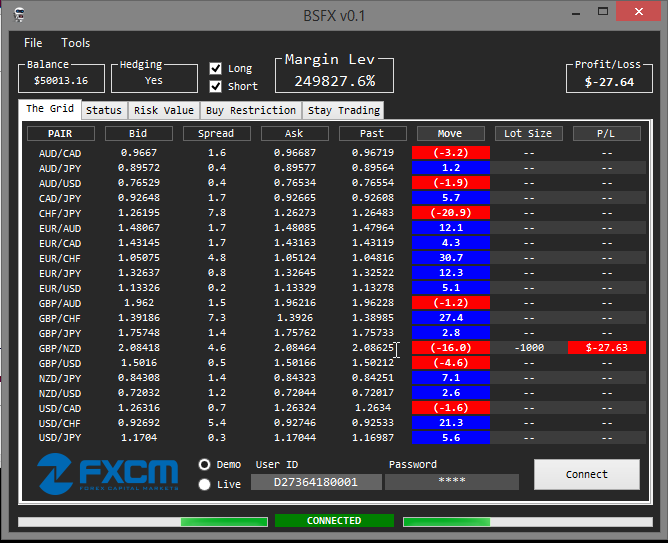 BSFX v0.1
File Tools
Balance Hedging Margin Lev Profit/Loss
$50013.16 Yes Long Short 249827.6% $-27.64
The Grid Status Risk Value Buy Restriction Stay Trading
PAIR Bid Spread Ask Past Move Lot Size P/L
AUD/CAD 0.9667 1.6 0.96687 0.96719 (-3.2) -- --
AUD/JPY 0.89572 0.4 0.89577 0.89564 1.2 -- --
AUD/USD 0.76529 0.4 0.76534 0.76554 (-1.9) -- --
CAD/JPY 0.92648 1.7 0.92665 0.92608 5.7 -- --
CHF/JPY 1.26195 7.8 1.26273 1.26483 (-20.9) -- --
EUR/AUD 1.48067 1.7 1.48085 1.47964 12.1 -- --
EUR/CAD 1.43145 1.7 1.43163 1.43119 4.3 -- --
EUR/CHF 1.05075 4.8 1.05124 1.04816 30.7 -- --
EUR/JPY 1.32637 0.8 1.32645 1.32522 12.3 -- --
EUR/USD 1.13326 0.2 1.13329 1.13278 5.1 -- --
GBP/AUD 1.962 1.5 1.96216 1.96228 (-1.2) -- --
GBP/CHF 1.39186 7.3 1.3926 1.38985 27.4 -- --
GBP/JPY 1.75748 1.4 1.75762 1.75733 2.8 -- --
GBP/NZD 2.08418 4.6 2.08464 2.08625 (-16.0) -1000 $-27.63
GBP/USD 1.5016 0.5 1.50166 1.50212 (-4.6) -- --
NZD/JPY 0.84308 1.4 0.84323 0.84251 7.1 -- --
NZD/USD 0.72032 1.2 0.72044 0.72017 2.6 -- --
USD/CAD 1.26316 0.7 1.26324 1.2634 (-1.6) -- --
USD/CHF 0.92692 5.4 0.92746 0.92533 21.3 -- --
USD/JPY 1.1704 0.3 1.17044 1.16987 5.6 -- --
FXCM
FOREX CAPITAL MARKETS
Demo User ID Password
Live D27364180001 ****
Connect
CONNECTED